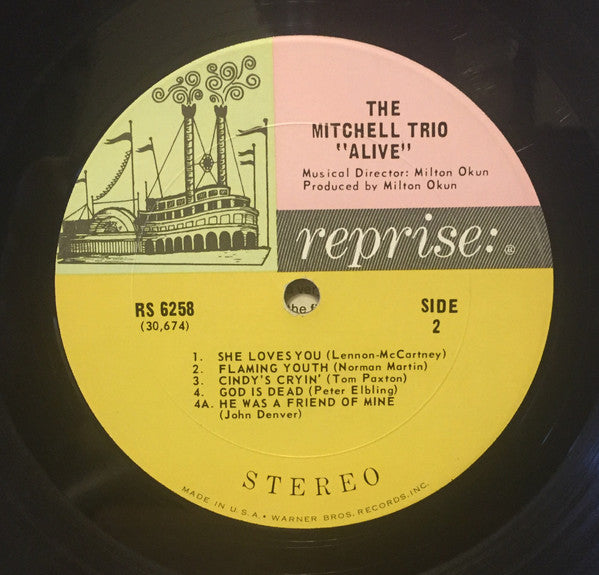 THE
MITCHELL TRIO
"ALIVE"
Musical Director: Milton Okun
Produced by Milton Okun
reprise: ®
RS 6258
(30,674)
SIDE
2
he f
1. SHE LOVES YOU (Lennon-McCartney)
2. FLAMING YOUTH (Norman Martin)
3. CINDY'S CRYIN' (Tom Paxton)
4. GOD IS DEAD (Peter Elbling)
4A. HE WAS A FRIEND OF MINE
(John Denver)
STEREO
MADE IN U.S.A. • WARNER BROS. RECORDS, INC.